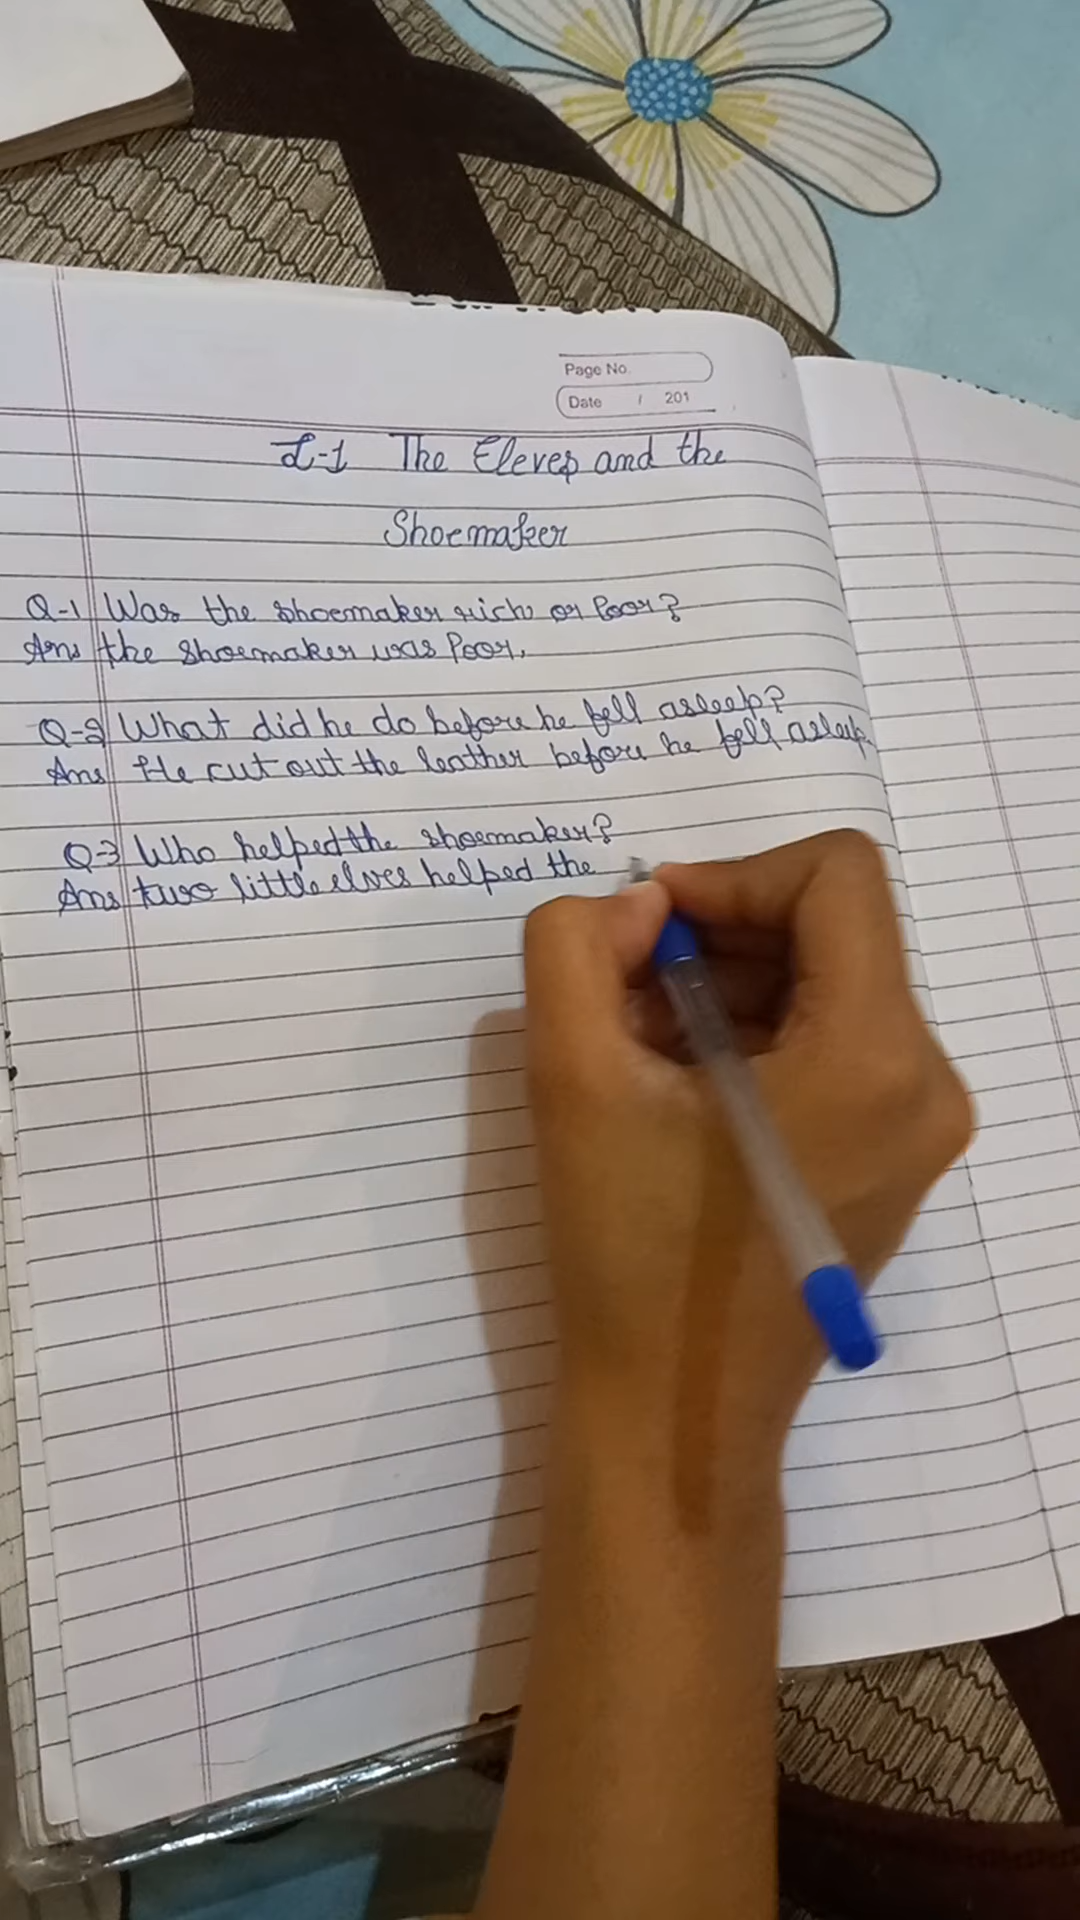 Page No.
Date / 201
L-1 The Eleves and the
Shoemaker
Q-1 Was the shoemaker rich or Poor?
Ans the shoemaker was Poor.
Q-2 What did he do before he fell asleep?
Ans He cut out the leather before he fell asleep.
Q-3 Who helped the shoemaker?
Ans two little elves helped the